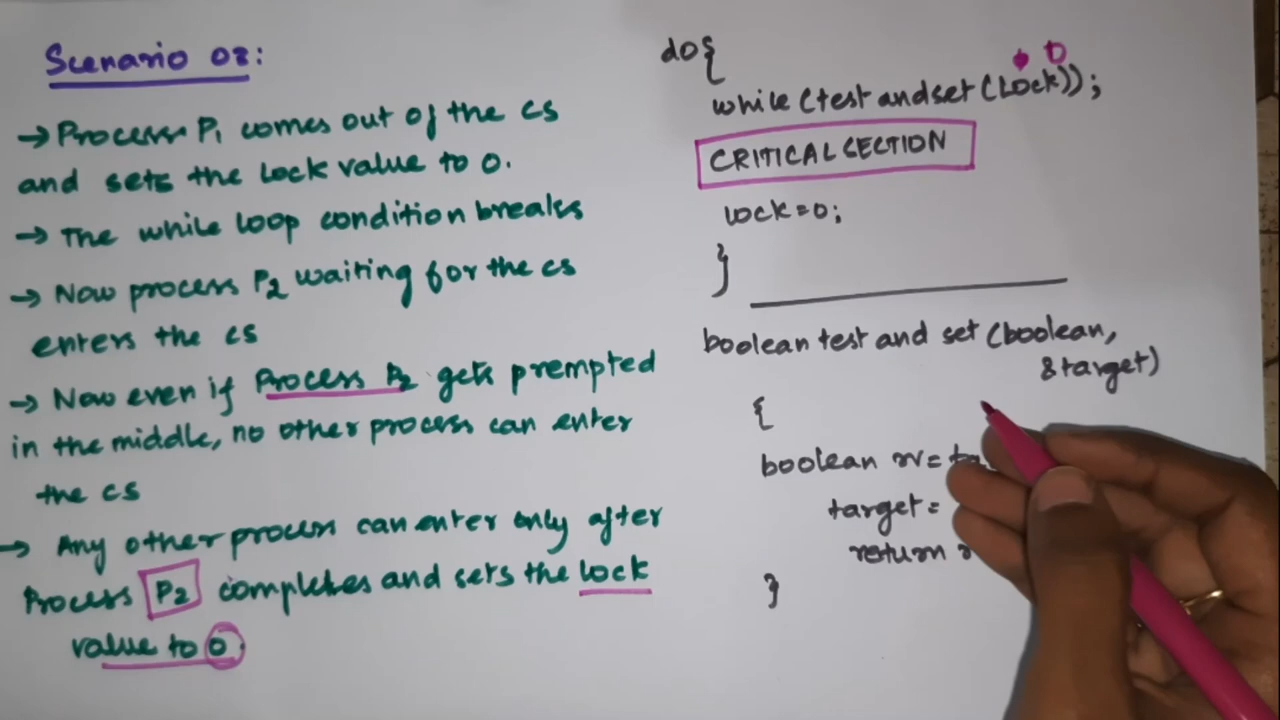 Scenario 02:
→ Process P1 comes out of the cs
and sets the Lock value to 0.
→ The while loop condition breaks
→ Now process P2 waiting for the cs
enters the cs
→ Now even if Process P2 gets prempted
in the middle, no other process can enter
the cs
→ Any other process can enter only after
Process P2 completes and sets the lock
value to 0.
do{
0
while (test and set (Lock));
CRITICAL SECTION
lock=0;
}
boolean test and set (boolean,
&target)
{
boolean rv=
target=
return
}